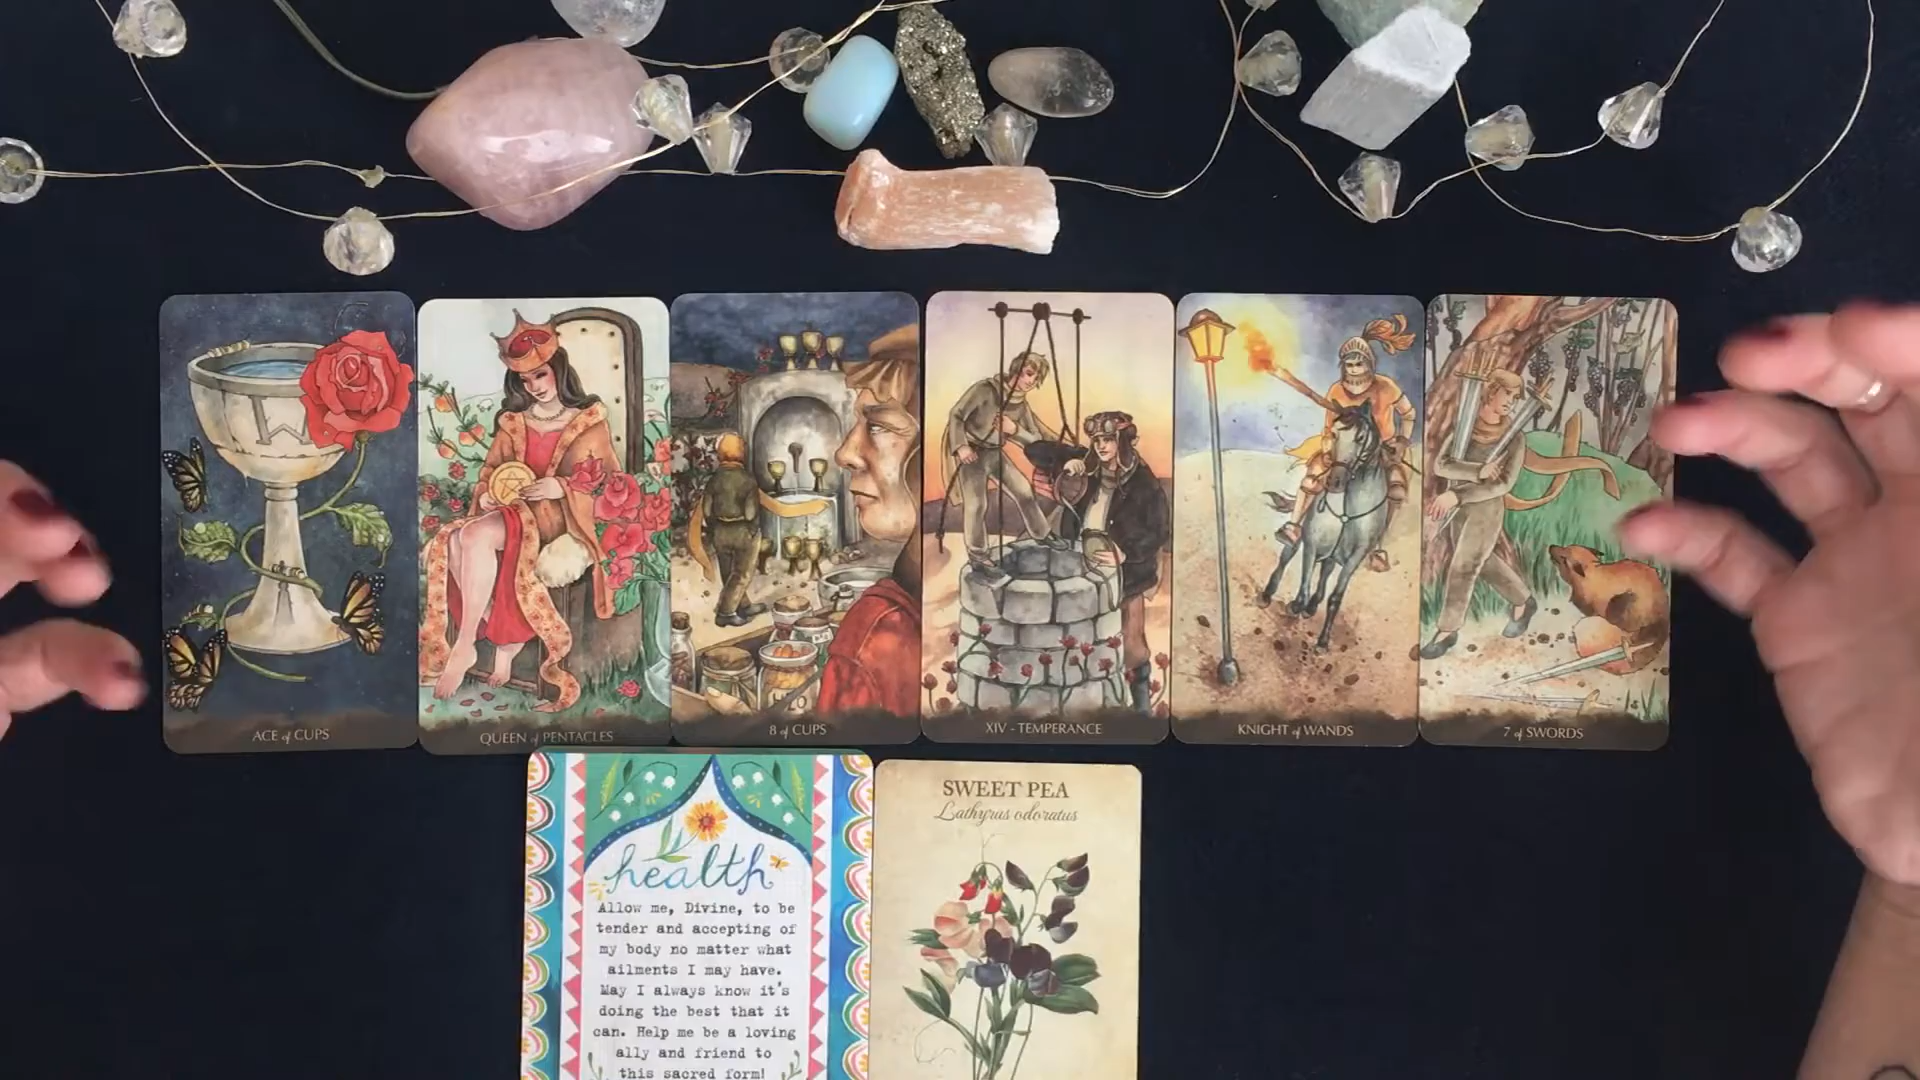 ACE of CUPS
QUEEN of PENTACLES
8 of CUPS
XIV - TEMPERANCE
KNIGHT of WANDS
7 of SWORDS
health
Allow me, Divine, to be
tender and accepting of
my body no matter what
ailments I may have.
May I always know it's
doing the best that it
can. Help me be a loving
ally and friend to
this sacred form!
SWEET PEA
Lathyrus odoratus